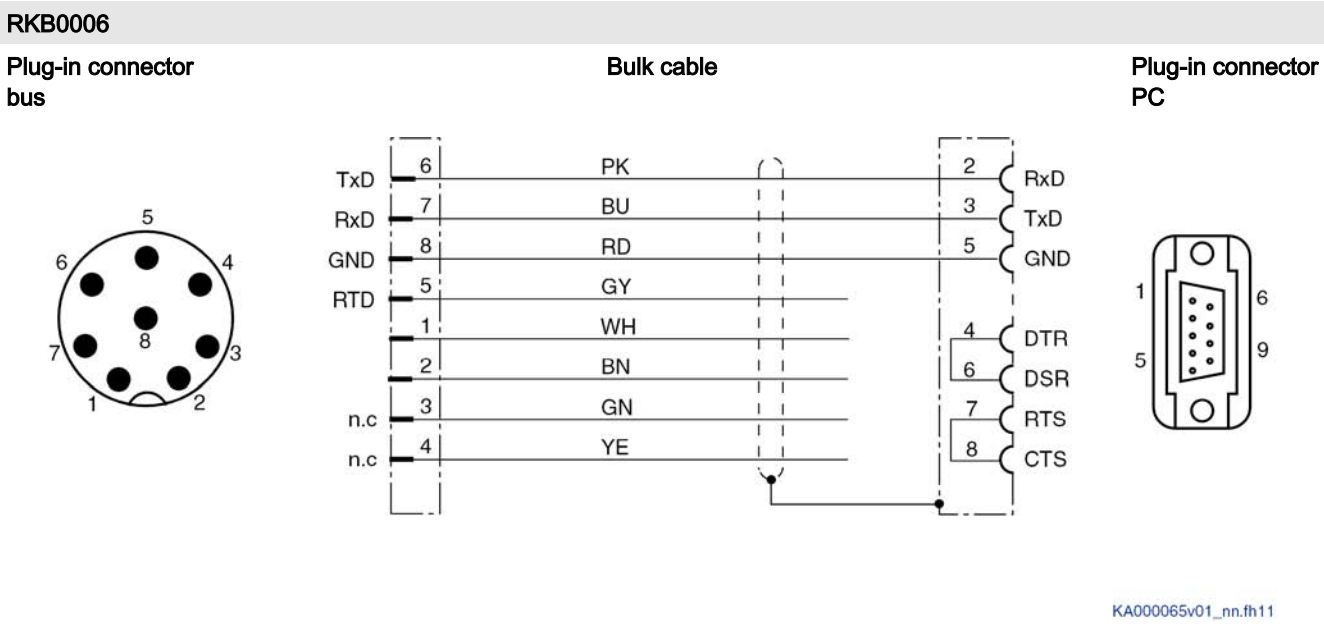 RKB0006
Plug-in connector bus
Bulk cable
Plug-in connector PC
TxD 6 PK 2 RxD
RxD 7 BU 3 TxD
GND 8 RD 5 GND
RTD 5 GY
1 WH 4 DTR
2 BN 6 DSR
n.c 3 GN 7 RTS
n.c 4 YE 8 CTS
5
6 4
8
7 3
1 2
1 6
5 9
KA000065v01_nn.fh11